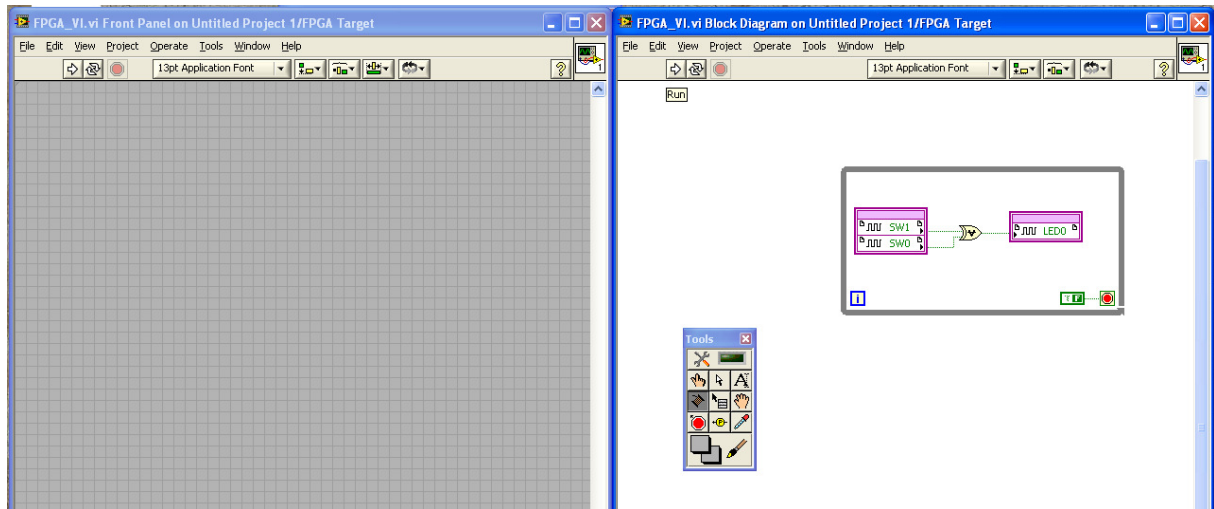 FPGA_VI.vi Front Panel on Untitled Project 1/FPGA Target
File Edit View Project Operate Tools Window Help
13pt Application Font
?
1
FPGA_VI.vi Block Diagram on Untitled Project 1/FPGA Target
File Edit View Project Operate Tools Window Help
13pt Application Font
?
1
Run
SW1
SW0
LED0
i
T F
Tools
A
P